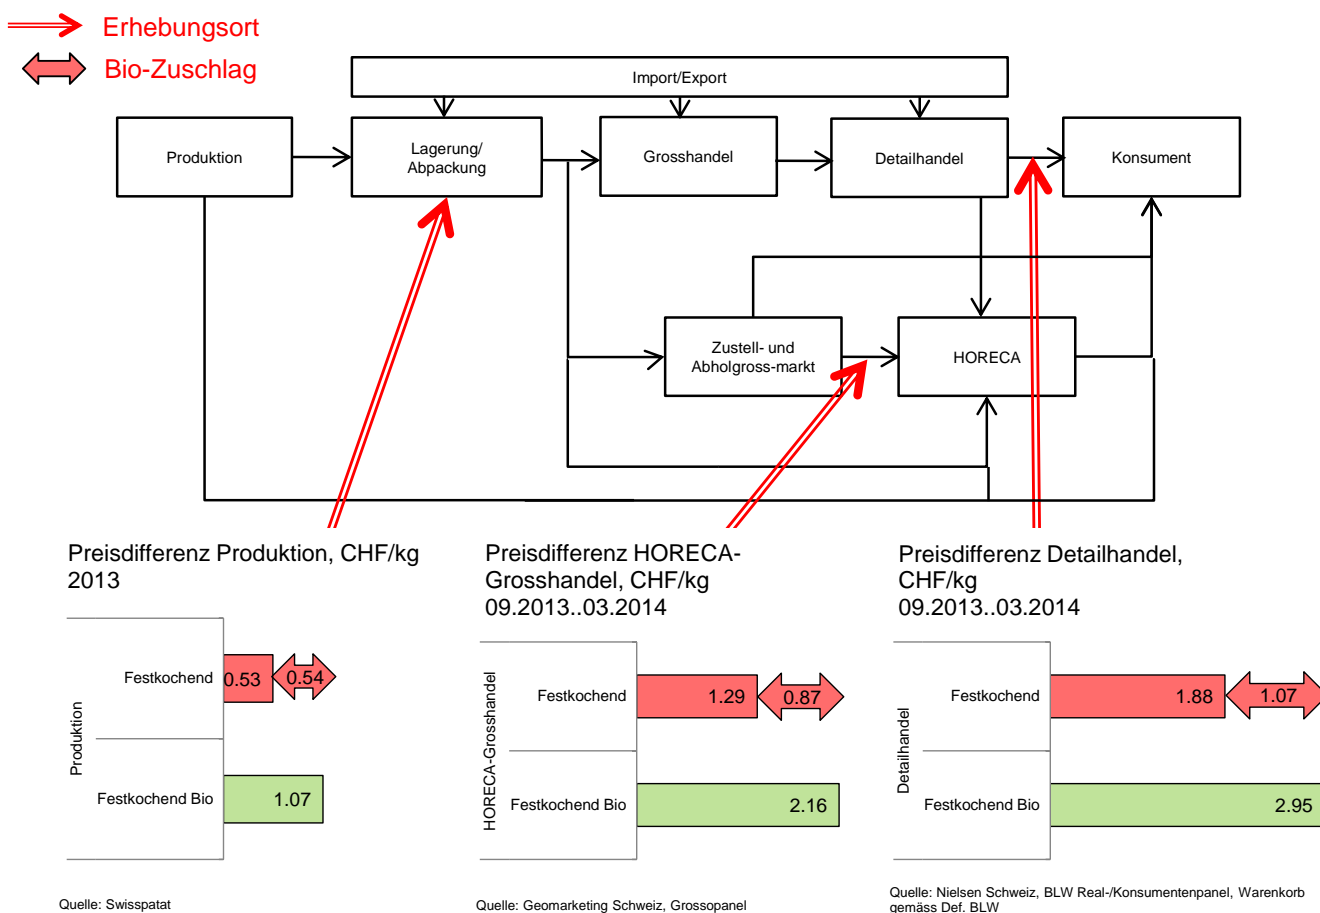 Erhebungsort
Bio-Zuschlag
Import/Export
Produktion
Lagerung/
Abpackung
Grosshandel
Detailhandel
Konsument
Zustell- und
Abholgross-markt
HORECA
Preisdifferenz Produktion, CHF/kg
2013
Produktion
Festkochend
0.53
0.54
Festkochend Bio
1.07
Quelle: Swisspatat
Preisdifferenz HORECA-
Grosshandel, CHF/kg
09.2013..03.2014
HORECA-Grosshandel
Festkochend
1.29
0.87
Festkochend Bio
2.16
Quelle: Geomarketing Schweiz, Grossopanel
Preisdifferenz Detailhandel,
CHF/kg
09.2013..03.2014
Detailhandel
Festkochend
1.88
1.07
Festkochend Bio
2.95
Quelle: Nielsen Schweiz, BLW Real-/Konsumentenpanel, Warenkorb
gemäss Def. BLW